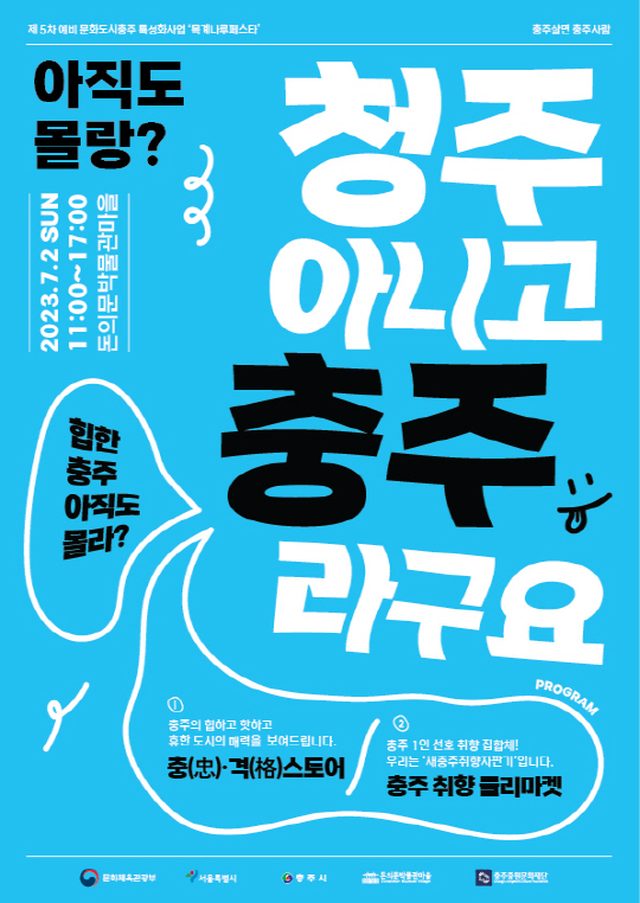 제 5차 예비 문화도시충주 특성화사업 '목계나루페스타'
충주살면 충주사람
아직도
몰랑?
청주
아니고
충주
라구요
2023.7.2 SUN
11:00~17:00
돈의문박물관마을
힙한
충주
아직도
몰라?
PROGRAM
1
충주의 힙하고 핫하고
휴한 도시의 매력을 보여드립니다.
충(忠)·격(格)스토어
2
충주 1인 선호 취향 집합체!
우리는 '새충주취향자판기'입니다.
충주 취향 플리마켓
문화체육관광부
서울특별시
충주시
돈의문박물관마을
충주중원문화재단